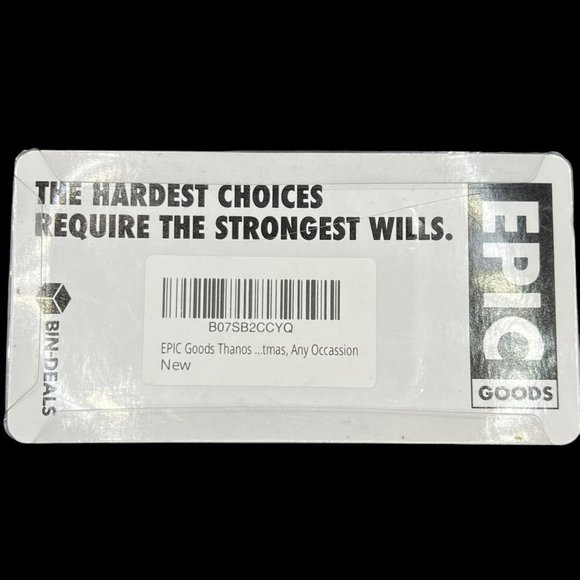 THE HARDEST CHOICES
REQUIRE THE STRONGEST WILLS.
EPIC
GOODS
BIN-DEALS
B07SB2CCYQ
EPIC Goods Thanos ...tmas, Any Occassion
New